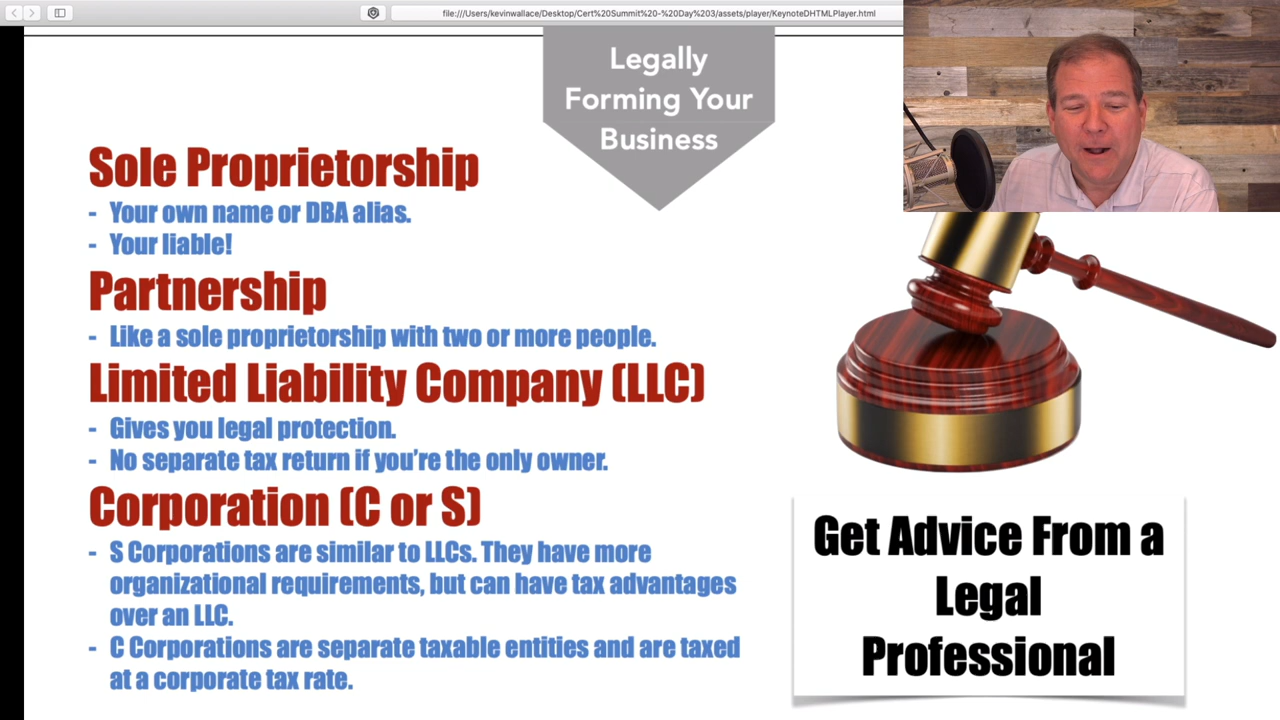 file:///Users/kevinwallace/Desktop/Cert%20Summit%20-%20Day%203/assets/player/KeynoteDHTMLPlayer.html
Legally
Forming Your
Business
Sole Proprietorship
- Your own name or DBA alias.
- Your liable!
Partnership
- Like a sole proprietorship with two or more people.
Limited Liability Company (LLC)
- Gives you legal protection.
- No separate tax return if you're the only owner.
Corporation (C or S)
- S Corporations are similar to LLCs. They have more
organizational requirements, but can have tax advantages
over an LLC.
- C Corporations are separate taxable entities and are taxed
at a corporate tax rate.
Get Advice From a
Legal
Professional